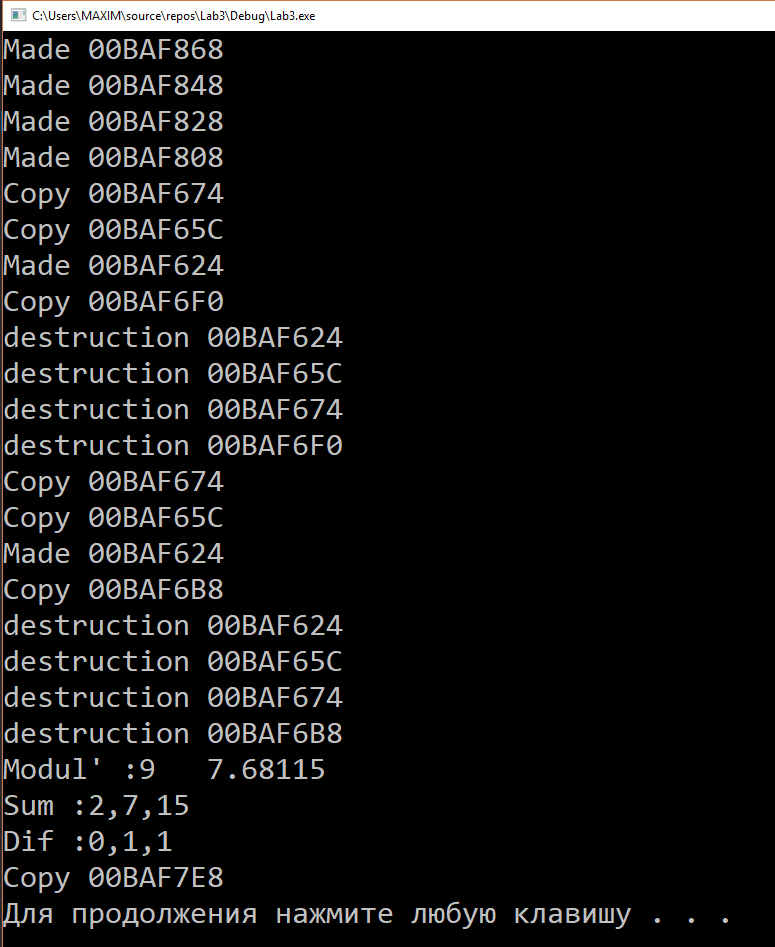 C:\Users\MAXIM\source\repos\Lab3\Debug\Lab3.exe
Made 00BAF868
Made 00BAF848
Made 00BAF828
Made 00BAF808
Copy 00BAF674
Copy 00BAF65C
Made 00BAF624
Copy 00BAF6F0
destruction 00BAF624
destruction 00BAF65C
destruction 00BAF674
destruction 00BAF6F0
Copy 00BAF674
Copy 00BAF65C
Made 00BAF624
Copy 00BAF6B8
destruction 00BAF624
destruction 00BAF65C
destruction 00BAF674
destruction 00BAF6B8
Modul' :9   7.68115
Sum :2,7,15
Dif :0,1,1
Copy 00BAF7E8
Для продолжения нажмите любую клавишу . . .